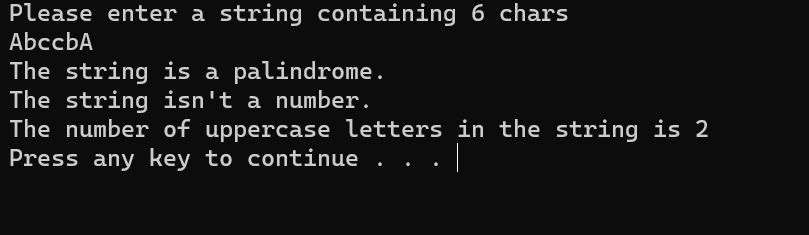 Please enter a string containing 6 chars
AbccbA
The string is a palindrome.
The string isn't a number.
The number of uppercase letters in the string is 2
Press any key to continue . . .